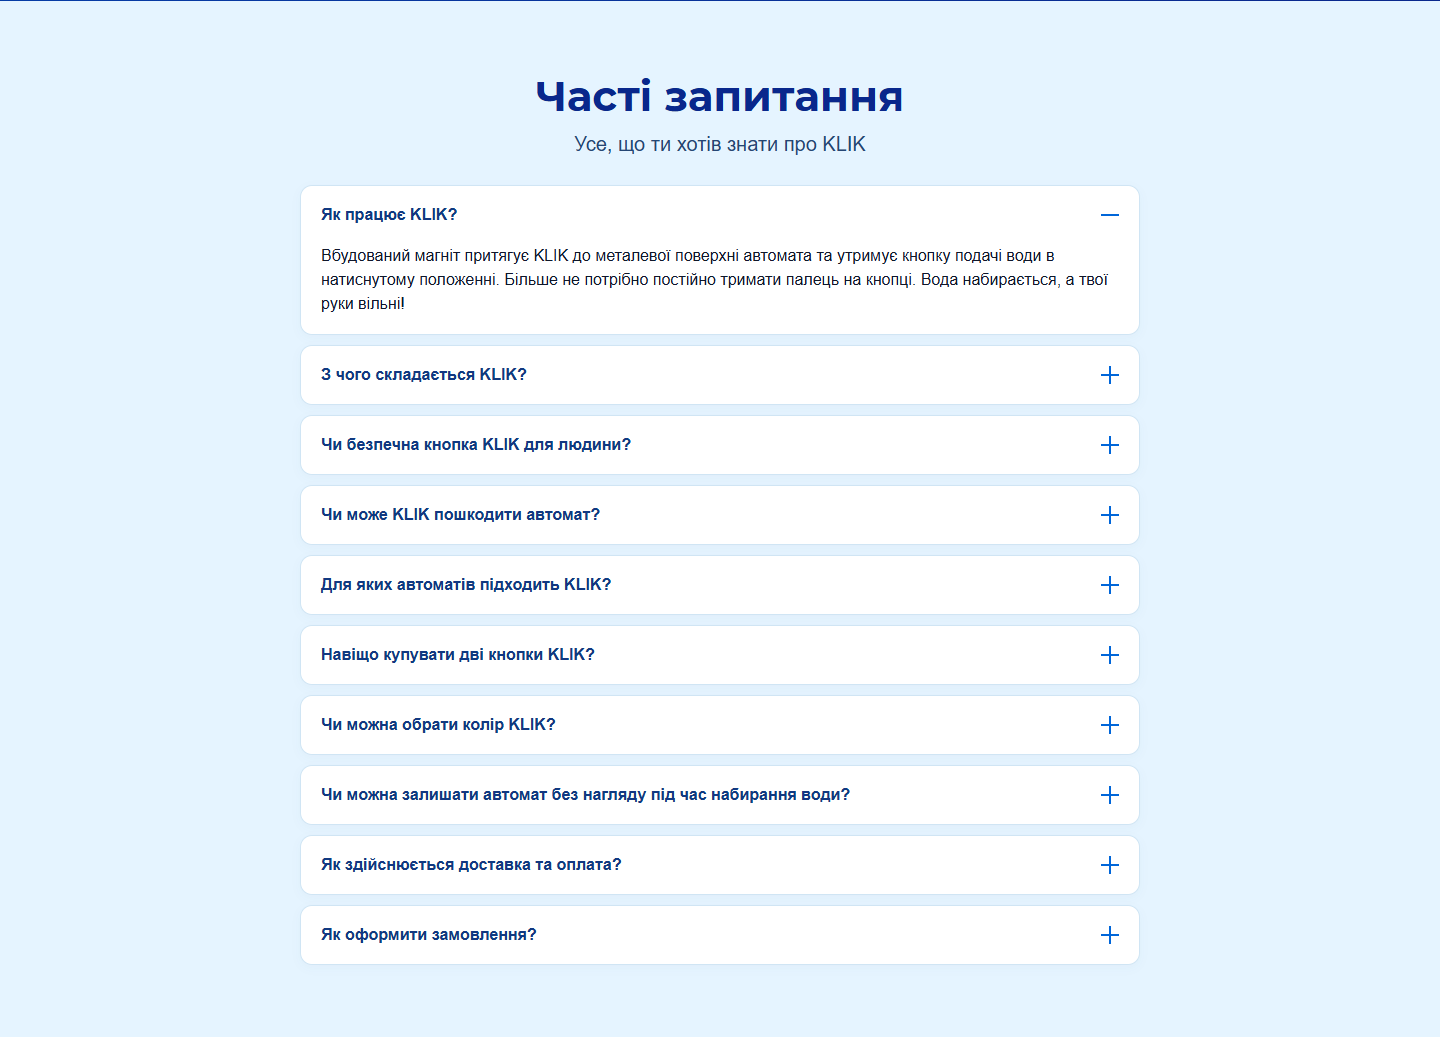 Часті запитання
Усе, що ти хотів знати про KLIK
Як працює KLIK?
Вбудований магніт притягує KLIK до металевої поверхні автомата та утримує кнопку подачі води в
натиснутому положенні. Більше не потрібно постійно тримати палець на кнопці. Вода набирається, а твої
руки вільні!
З чого складається KLIK?
Чи безпечна кнопка KLIK для людини?
Чи може KLIK пошкодити автомат?
Для яких автоматів підходить KLIK?
Навіщо купувати дві кнопки KLIK?
Чи можна обрати колір KLIK?
Чи можна залишати автомат без нагляду під час набирання води?
Як здійснюється доставка та оплата?
Як оформити замовлення?